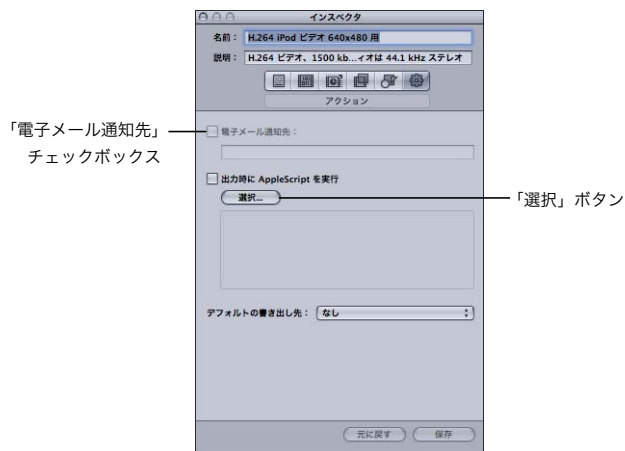 インスペクタ
名前：
H.264 iPod ビデオ 640x480 用
説明：
H.264 ビデオ、1500 kb...ィオは 44.1 kHz ステレオ
アクション
「電子メール通知先」
チェックボックス
電子メール通知先：
出力時に AppleScript を実行
選択...
「選択」ボタン
デフォルトの書き出し先：
なし
元に戻す
保存